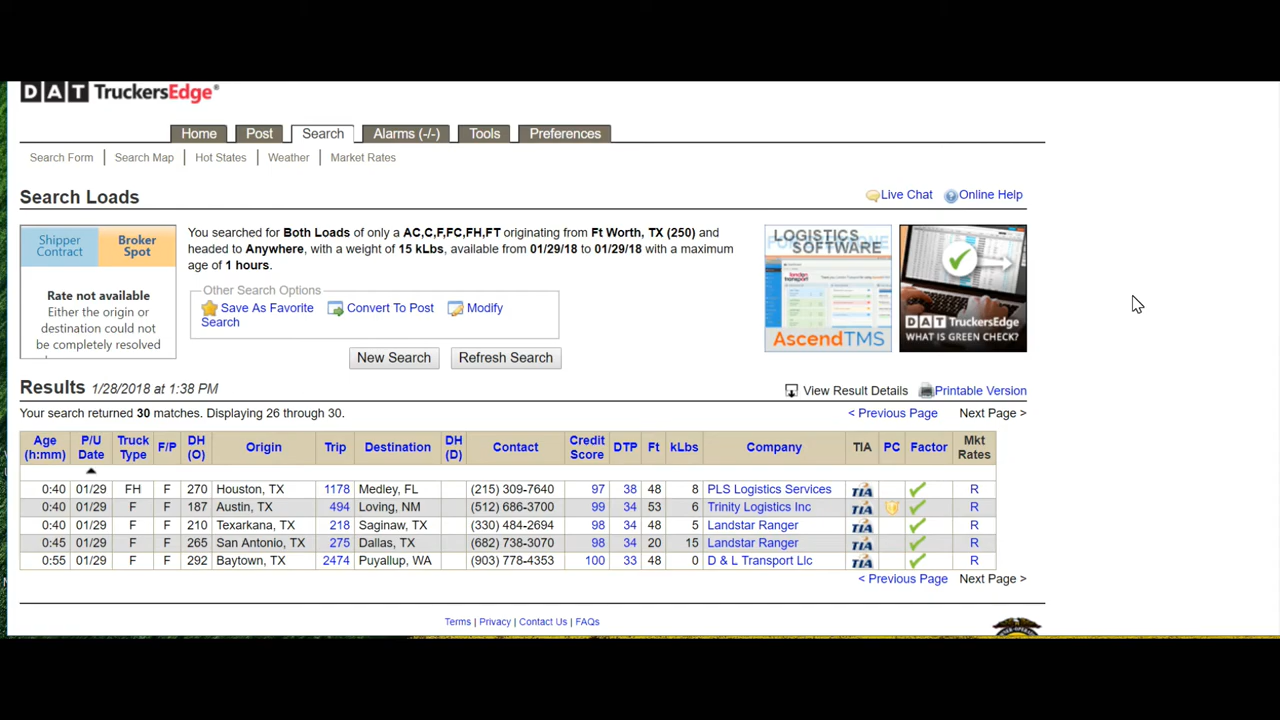 DAT TruckersEdge®
Home Post Search Alarms (-/-) Tools Preferences
Search Form Search Map Hot States Weather Market Rates
Search Loads
Live Chat Online Help
Shipper Contract
Broker Spot
Rate not available
Either the origin or
destination could not
be completely resolved
You searched for Both Loads of only a AC,C,F,FC,FH,FT originating from Ft Worth, TX (250) and
headed to Anywhere, with a weight of 15 kLbs, available from 01/29/18 to 01/29/18 with a maximum
age of 1 hours.
Other Search Options
Save As Favorite Search
Convert To Post
Modify
New Search Refresh Search
LOGISTICS
SOFTWARE
AscendTMS
DAT TruckersEdge
WHAT IS GREEN CHECK?
Results 1/28/2018 at 1:38 PM
View Result Details Printable Version
Your search returned 30 matches. Displaying 26 through 30.
< Previous Page Next Page >
Age (h:mm) P/U Date Truck Type F/P DH (O) Origin Trip Destination DH (D) Contact Credit Score DTP Ft kLbs Company TIA PC Factor Mkt Rates
0:40 01/29 FH F 270 Houston, TX 1178 Medley, FL (215) 309-7640 97 38 48 8 PLS Logistics Services TIA R
0:40 01/29 F F 187 Austin, TX 494 Loving, NM (512) 686-3700 99 34 53 6 Trinity Logistics Inc TIA R
0:40 01/29 F F 210 Texarkana, TX 218 Saginaw, TX (330) 484-2694 98 34 48 5 Landstar Ranger TIA R
0:45 01/29 F F 265 San Antonio, TX 275 Dallas, TX (682) 738-3070 98 34 20 15 Landstar Ranger TIA R
0:55 01/29 F F 292 Baytown, TX 2474 Puyallup, WA (903) 778-4353 100 33 48 0 D & L Transport Llc TIA R
< Previous Page Next Page >
Terms | Privacy | Contact Us | FAQs